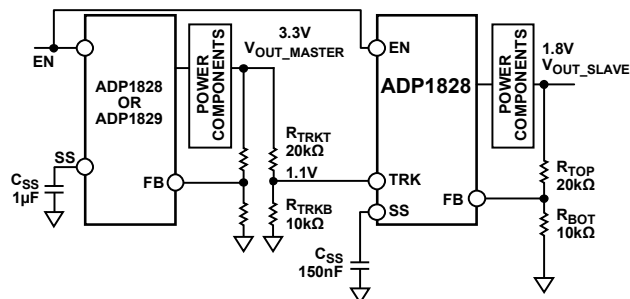 EN
ADP1828
OR
ADP1829
SS
CSS
1µF
FB
POWER
COMPONENTS
3.3V
VOUT_MASTER
RTRKT
20kΩ
1.1V
RTRKB
10kΩ
EN
ADP1828
TRK
SS
CSS
150nF
FB
POWER
COMPONENTS
1.8V
VOUT_SLAVE
RTOP
20kΩ
RBOT
10kΩ